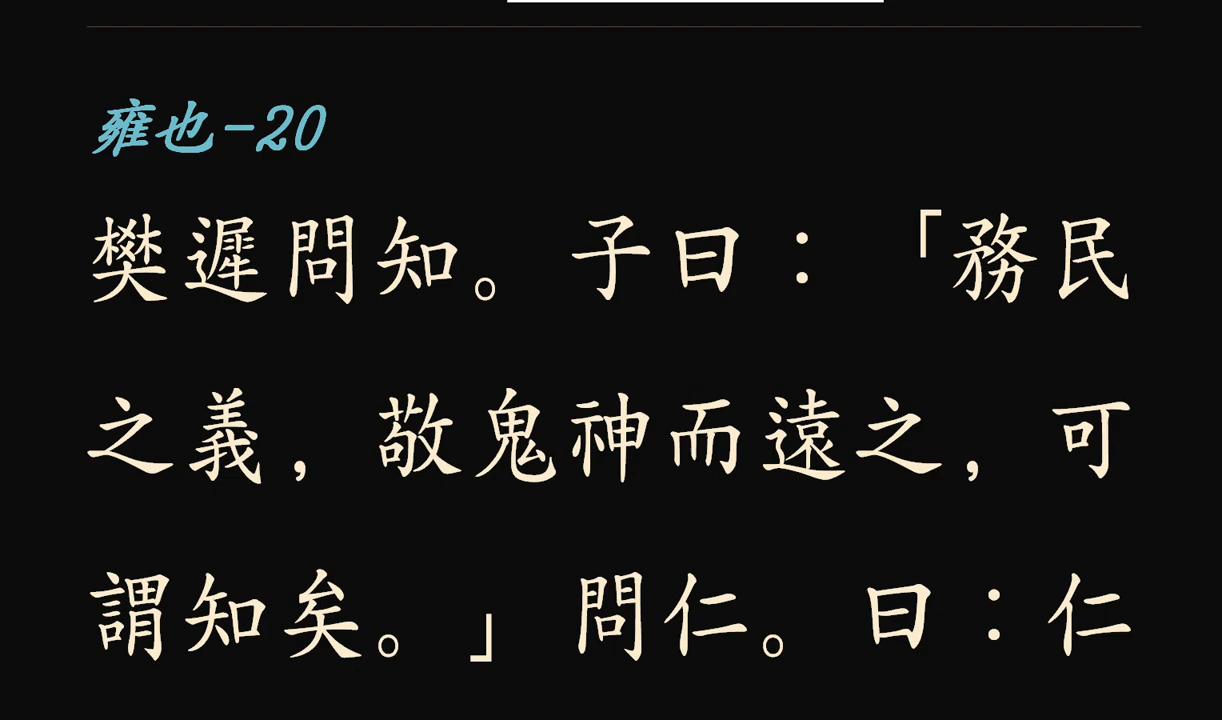 雍也-20
樊遲問知。子曰：「務民
之義，敬鬼神而遠之，可
謂知矣。」問仁。曰：仁